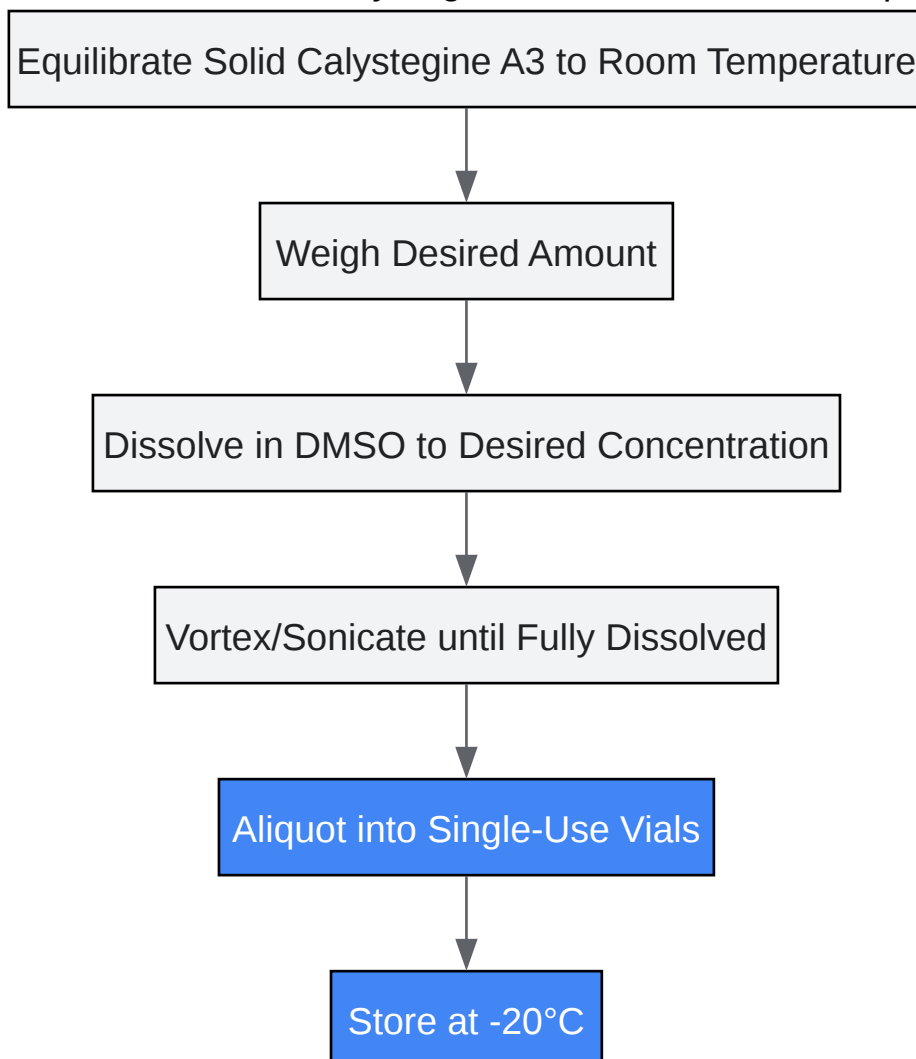 Equilibrate Solid Calystegine A3 to Room Temperature
Weigh Desired Amount
Dissolve in DMSO to Desired Concentration
Vortex/Sonicate until Fully Dissolved
Aliquot into Single-Use Vials
Store at -20°C